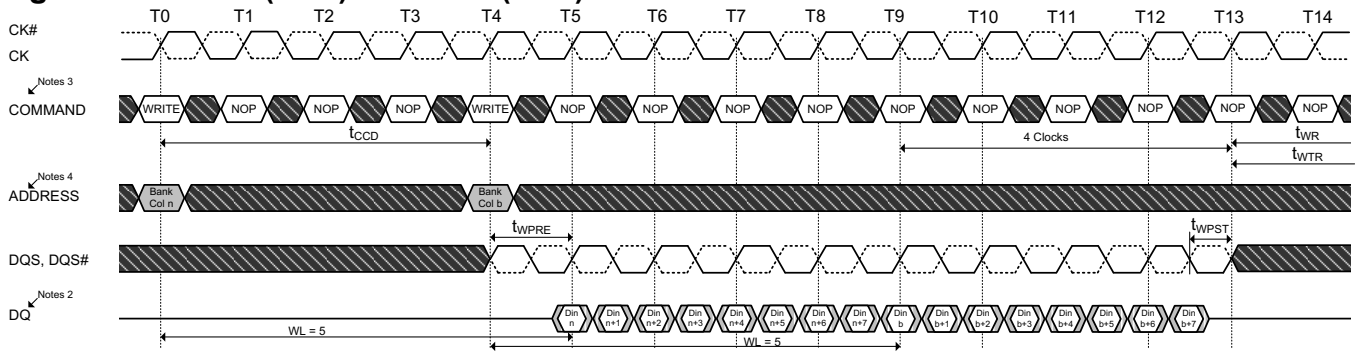 T0 T1 T2 T3 T4 T5 T6 T7 T8 T9 T10 T11 T12 T13 T14
CK#
CK
Notes 3
COMMAND
WRITE NOP NOP NOP WRITE NOP NOP NOP NOP NOP NOP NOP NOP NOP NOP
tCCD
4 Clocks
tWR
tWTR
Notes 4
ADDRESS
Bank Col n
Bank Col b
tWPRE
tWPST
DQS, DQS#
Notes 2
DQ
Din n
Din n+1
Din n+2
Din n+3
Din n+4
Din n+5
Din n+6
Din n+7
Din b
Din b+1
Din b+2
Din b+3
Din b+4
Din b+5
Din b+6
Din b+7
WL = 5
WL = 5